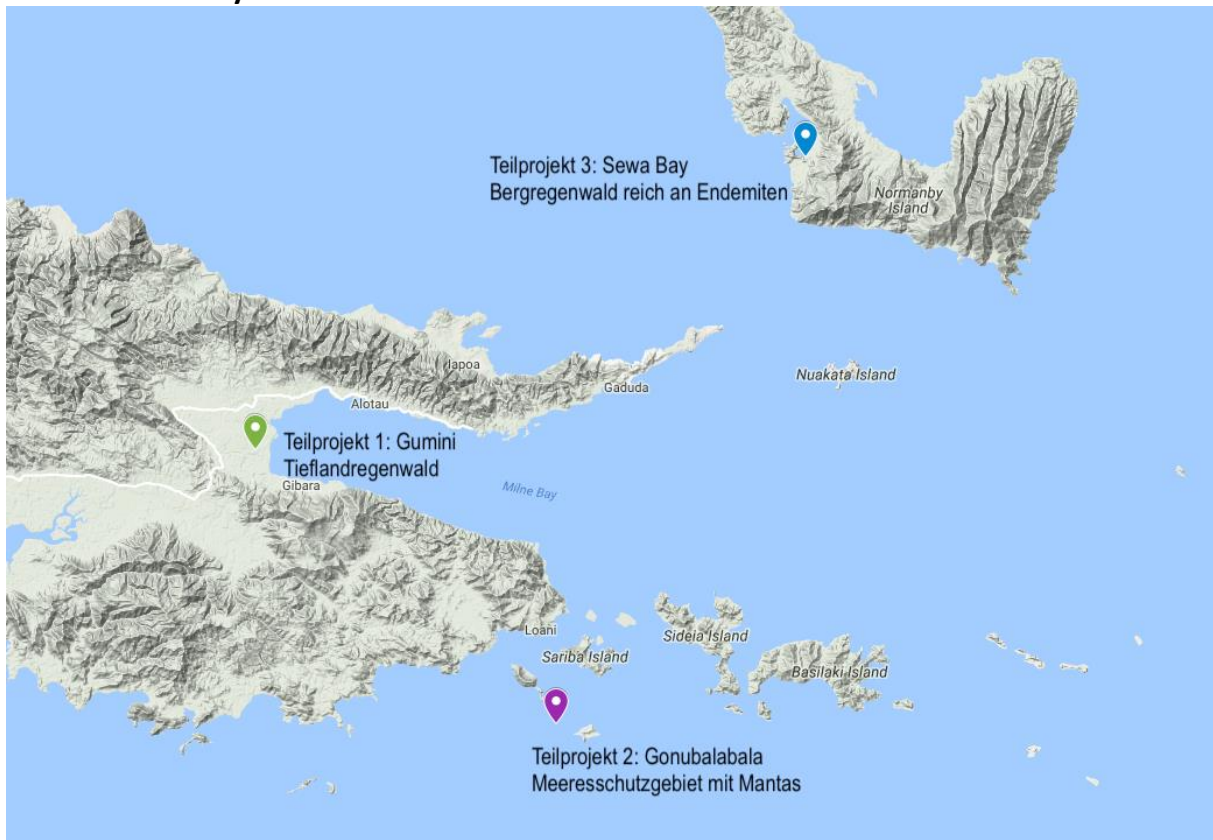 Teilprojekt 3: Sewa Bay
Bergregenwald reich an Endemiten
Normanby
Island
Iapoa
Gaduda
Nuakata Island
Alotau
Teilprojekt 1: Gumini
Tieflandregenwald
Gibara
Milne Bay
Loani
Sideia Island
Sariba Island
Basilaki Island
Teilprojekt 2: Gonubalabala
Meeresschutzgebiet mit Mantas